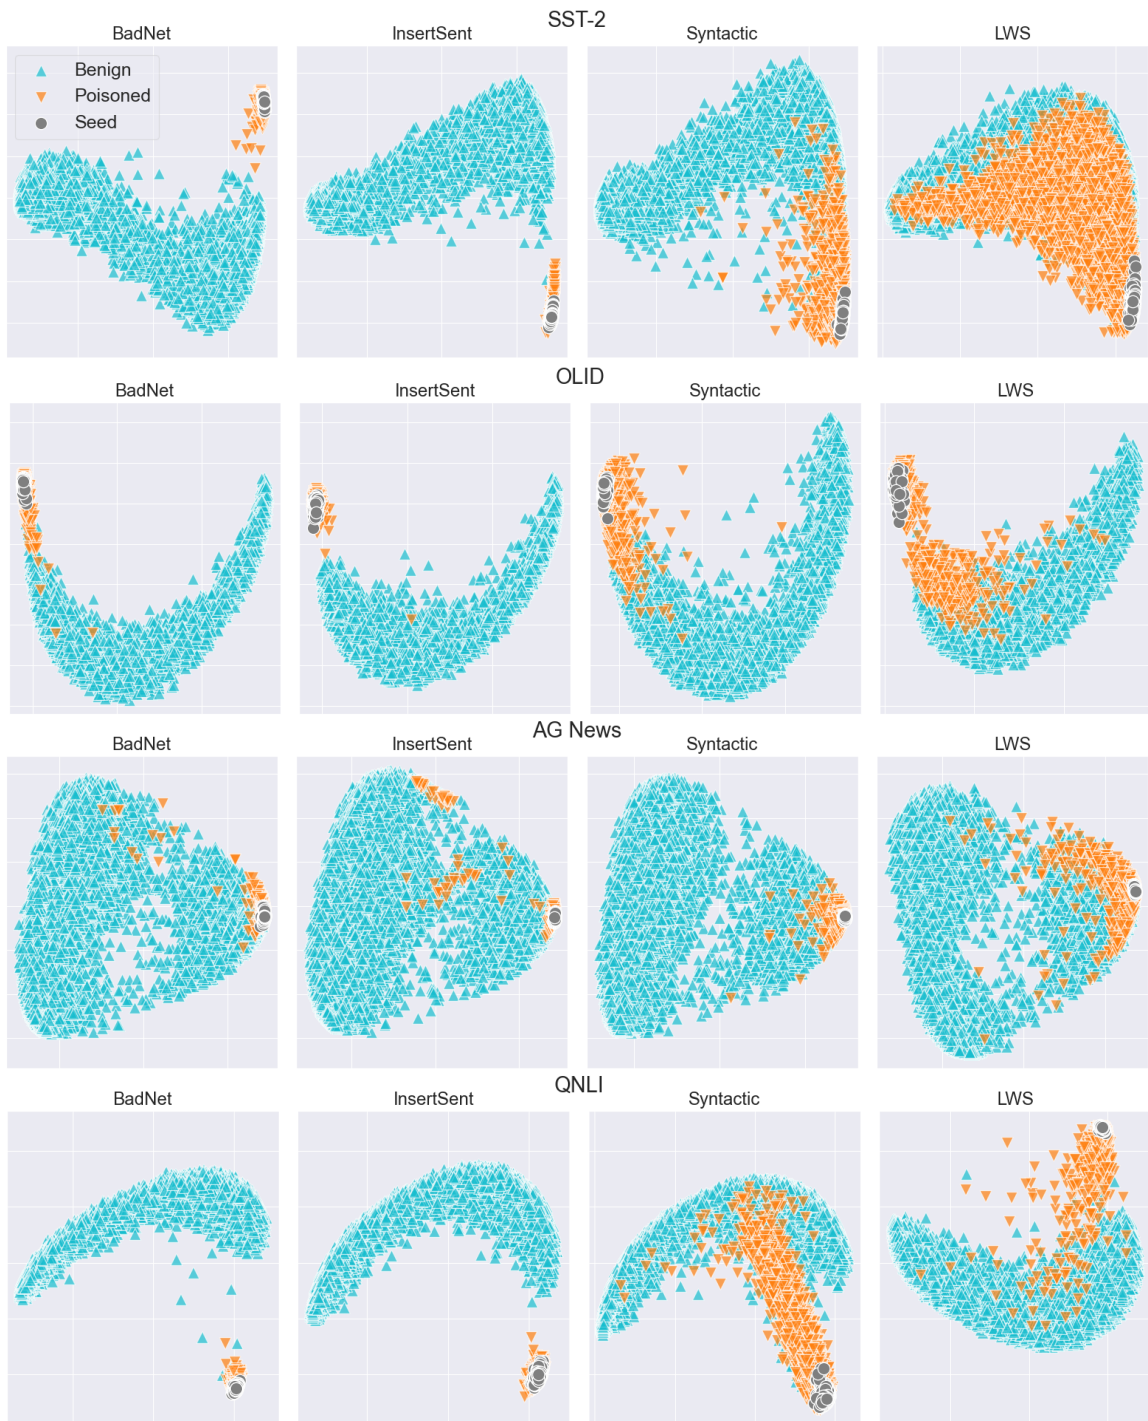 SST-2
BadNet InsertSent Syntactic LWS
Benign
Poisoned
Seed
OLID
BadNet InsertSent Syntactic LWS
AG News
BadNet InsertSent Syntactic LWS
QNLI
BadNet InsertSent Syntactic LWS